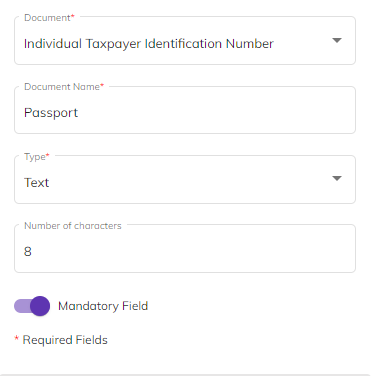 Document*
Individual Taxpayer Identification Number
Document Name*
Passport
Type*
Text
Number of characters
8
Mandatory Field
* Required Fields